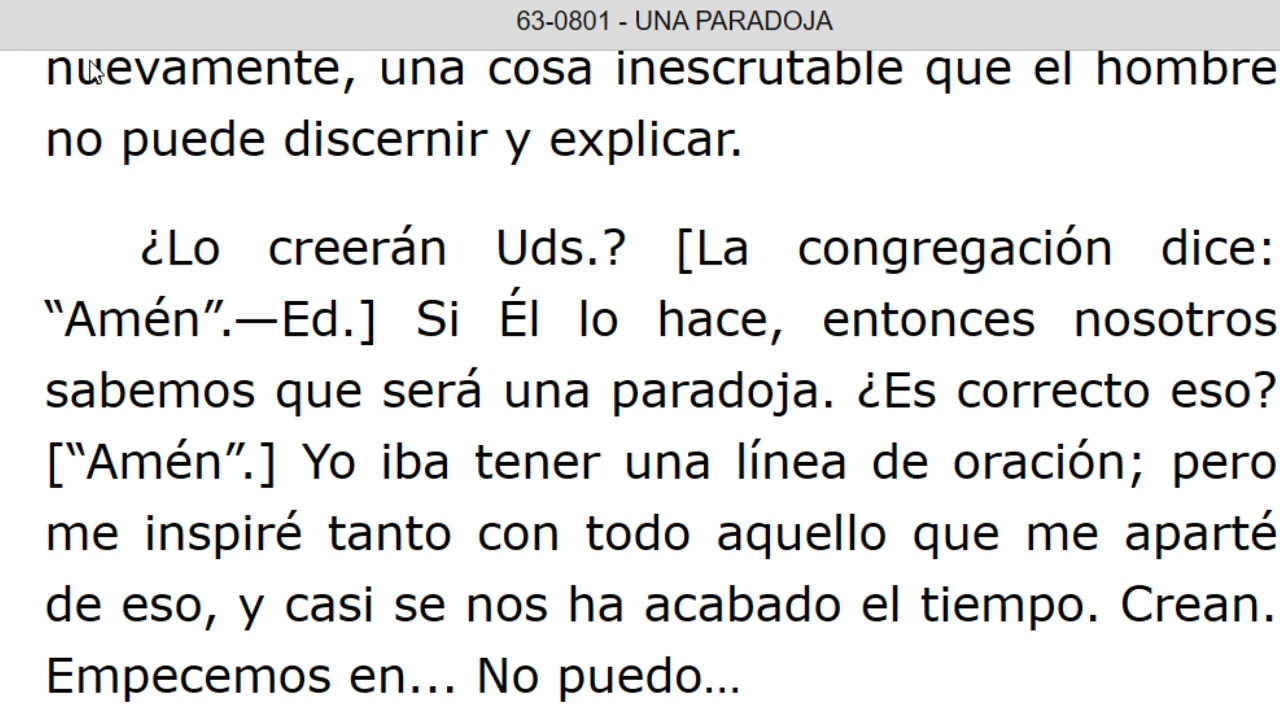 63-0801 - UNA PARADOJA
nuevamente, una cosa inescrutable que el hombre
no puede discernir y explicar.
¿Lo creerán Uds.? [La congregación dice:
“Amén”.—Ed.] Si Él lo hace, entonces nosotros
sabemos que será una paradoja. ¿Es correcto eso?
[“Amén”.] Yo iba tener una línea de oración; pero
me inspiré tanto con todo aquello que me aparté
de eso, y casi se nos ha acabado el tiempo. Crean.
Empecemos en… No puedo…